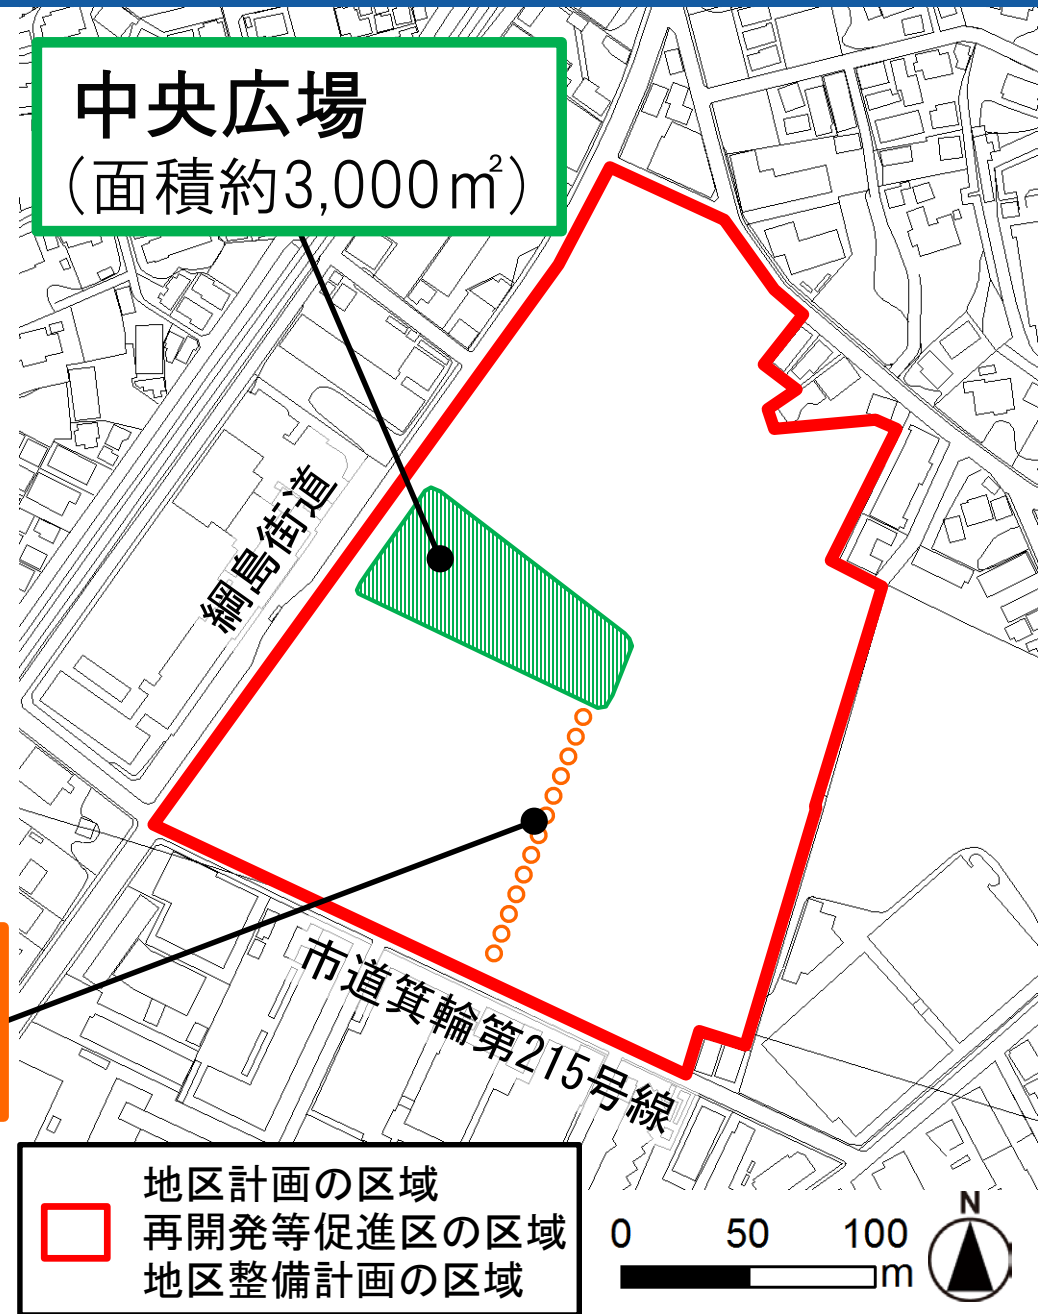 中央広場
（面積約3,000㎡）
綱島街道
市道箕輪第215号線
地区計画の区域
再開発等促進区の区域
地区整備計画の区域
0 50 100
m
N